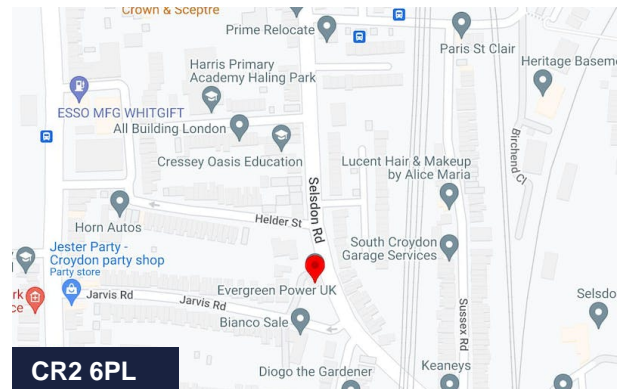 Crown & Sceptre
Prime Relocate
Paris St Clair
Harris Primary
Academy Haling Park
Heritage Baseme
ESSO MFG WHITGIFT
All Building London
Cressey Oasis Education
Birchend Cl
Lucent Hair & Makeup
by Alice Maria
Selsdon Rd
Helder St
Horn Autos
South Croydon
Garage Services
Jester Party -
Croydon party shop
Party store
Evergreen Power UK
Selsdo
rk
ce
Jarvis Rd
Jarvis Rd
Bianco Sale
Sussex Rd
Diogo the Gardener
Keaneys
CR2 6PL